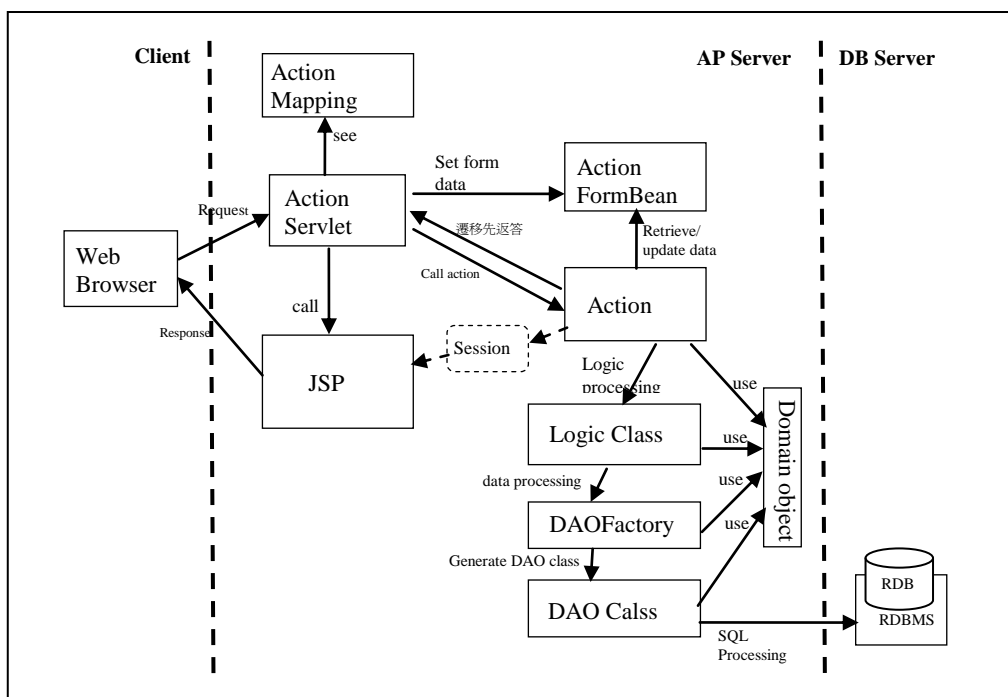 Client
AP Server
DB Server
Action
Mapping
see
Set form
data
Action
FormBean
Action
Servlet
Request
遷移先返答
Retrieve/
update data
Web
Browser
Call action
Action
call
Response
Session
JSP
Logic
processing
use
Logic Class
use
Domain object
data processing
use
DAOFactory
use
Generate DAO class
DAO Calss
RDB
RDBMS
SQL
Processing